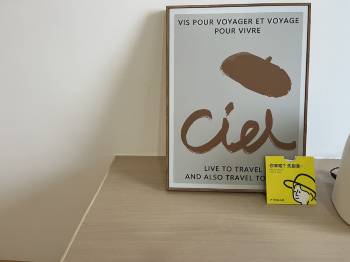 VIS POUR VOYAGER ET VOYAGE
POUR VIVRE
Ciel
LIVE TO TRAVEL
AND ALSO TRAVEL TO